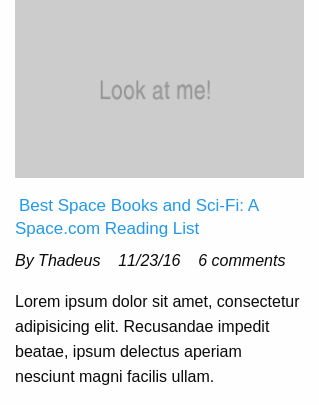 Look at me!
Best Space Books and Sci-Fi: A
Space.com Reading List
By Thadeus 11/23/16 6 comments
Lorem ipsum dolor sit amet, consectetur
adipisicing elit. Recusandae impedit
beatae, ipsum delectus aperiam
nesciunt magni facilis ullam.